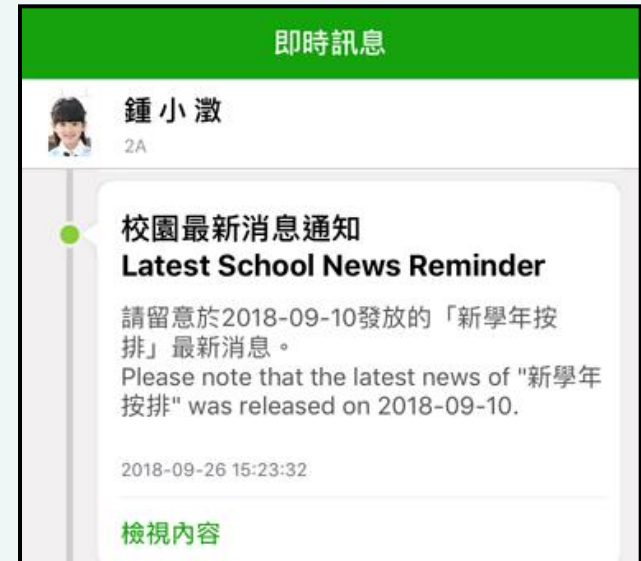 即時訊息
鍾小澂
2A
校園最新消息通知
Latest School News Reminder
請留意於2018-09-10發放的「新學年按
排」最新消息。
Please note that the latest news of "新學年
按排" was released on 2018-09-10.
2018-09-26 15:23:32
檢視內容